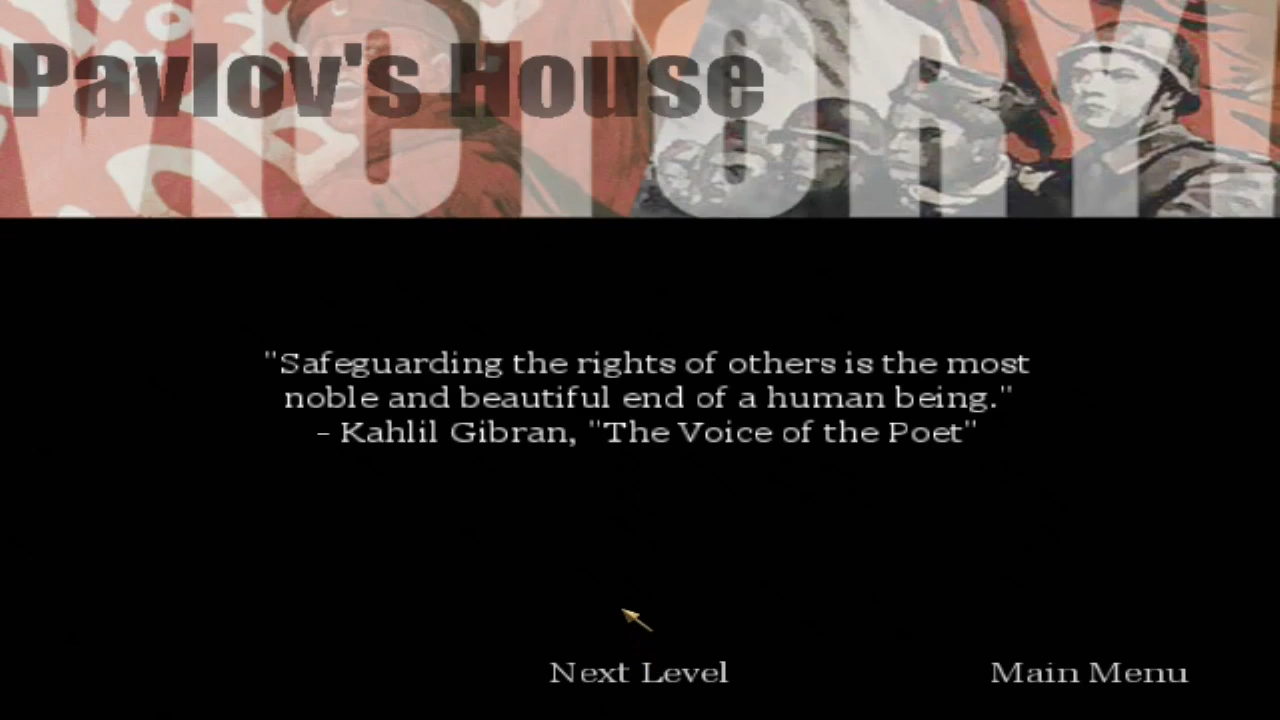 VICTORY
Pavlov's House
"Safeguarding the rights of others is the most
noble and beautiful end of a human being."
- Kahlil Gibran, "The Voice of the Poet"
Next Level
Main Menu